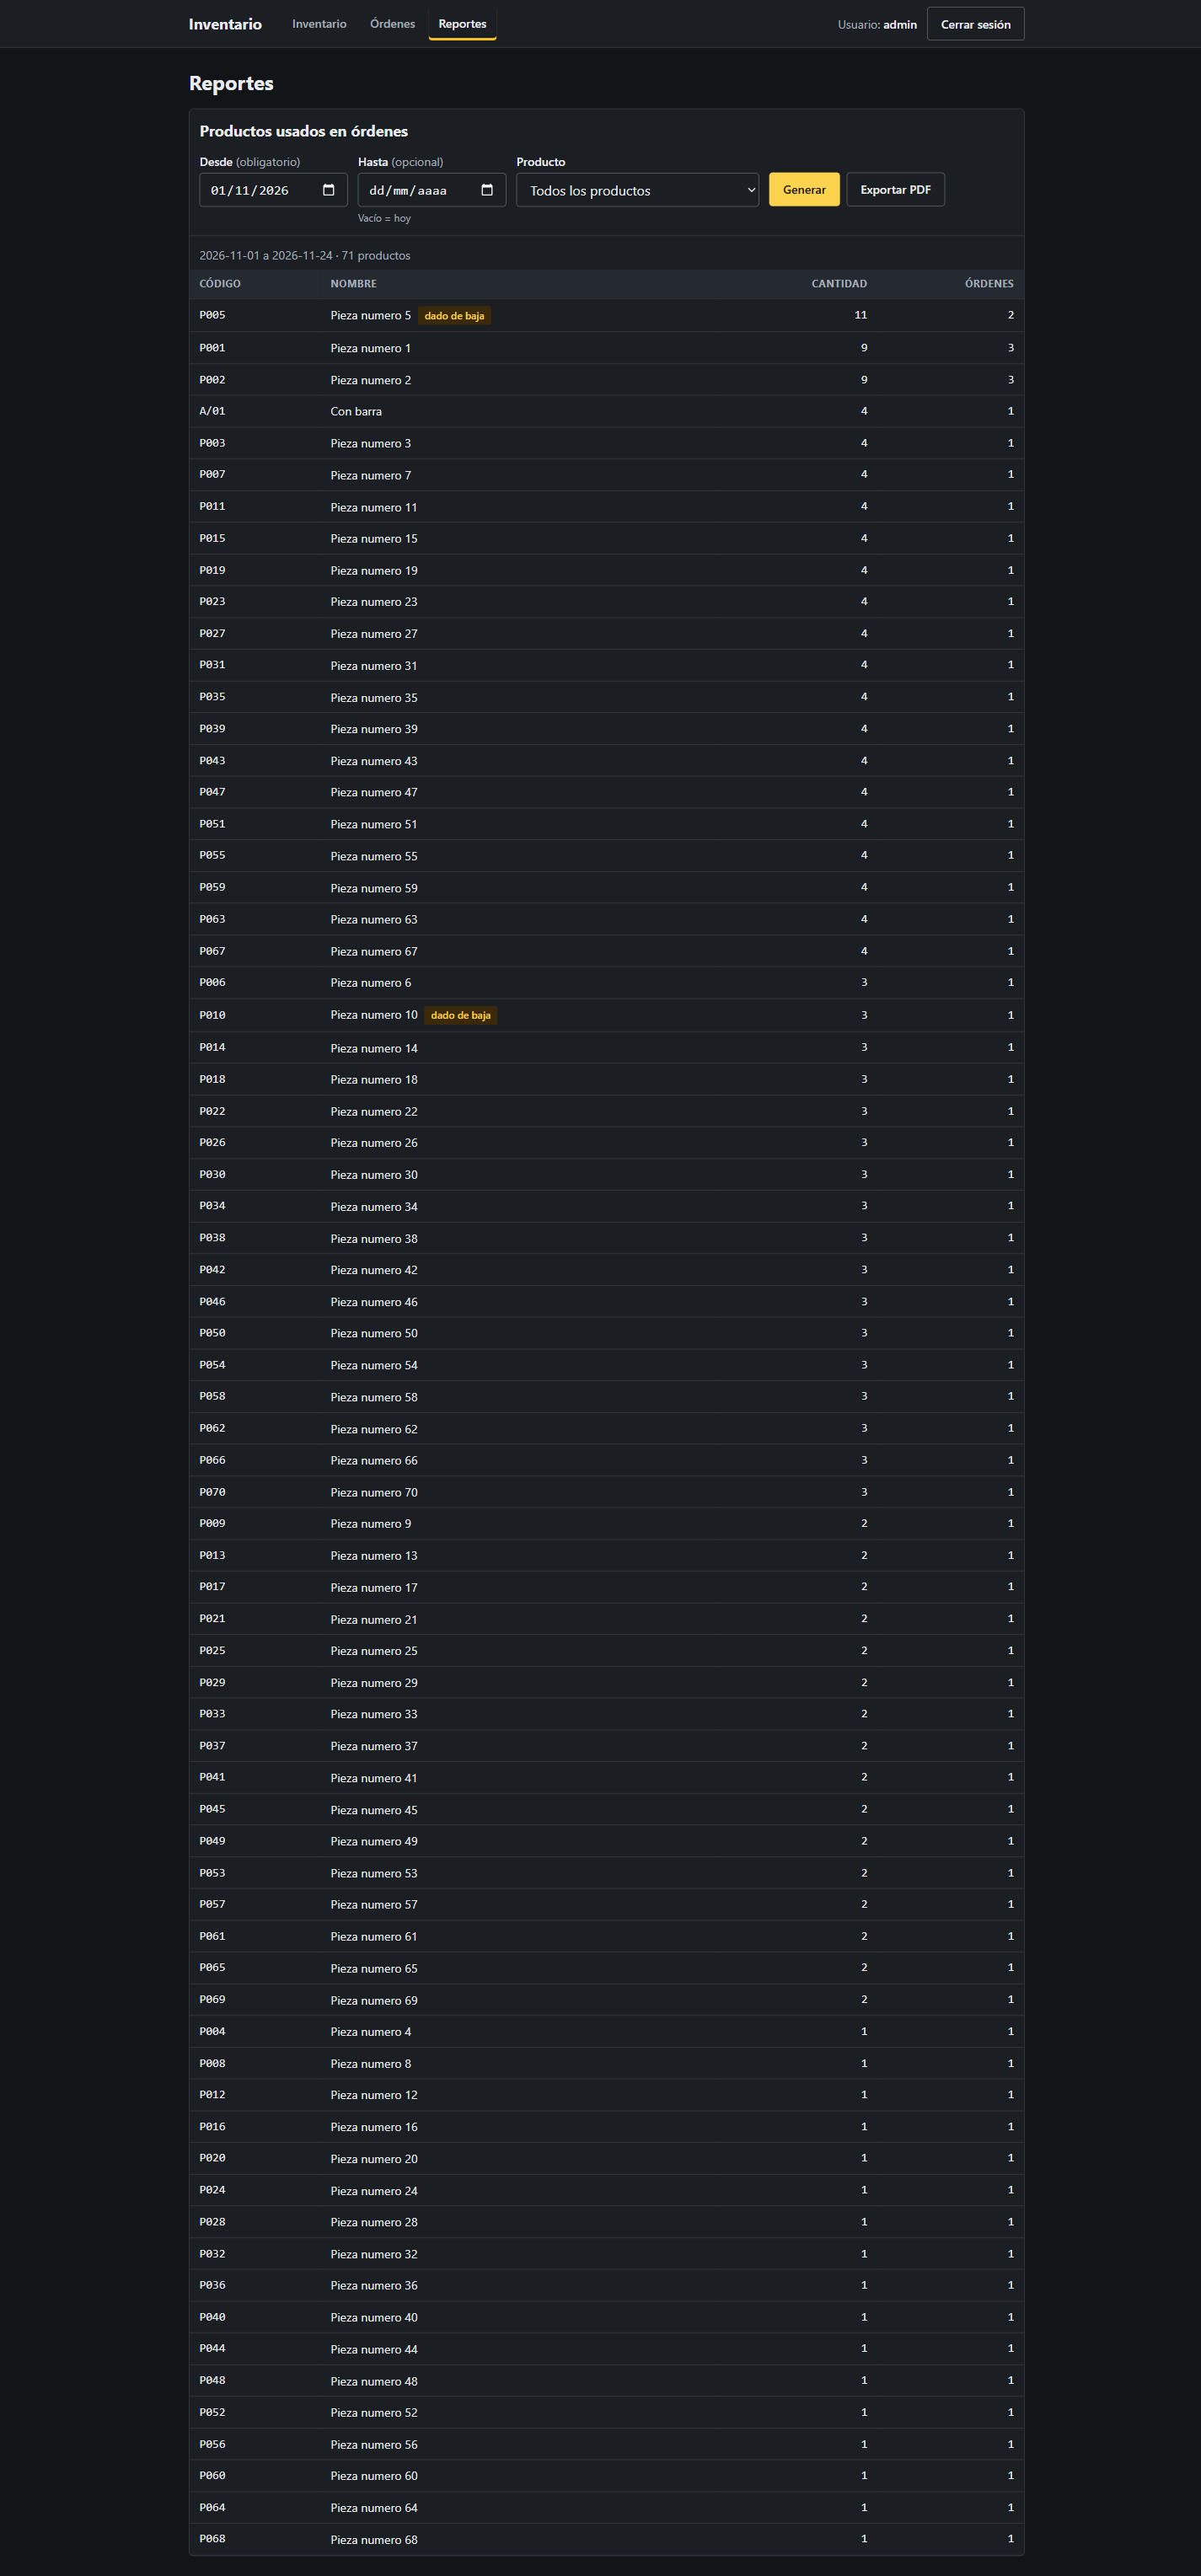 Inventario Inventario Órdenes Reportes Usuario: admin Cerrar sesión
Reportes
Productos usados en órdenes
Desde (obligatorio) Hasta (opcional) Producto
01/11/2026 dd/mm/aaaa Todos los productos Generar Exportar PDF
Vacío = hoy
2026-11-01 a 2026-11-24 · 71 productos
CÓDIGO NOMBRE CANTIDAD ÓRDENES
P005 Pieza numero 5 dado de baja 11 2
P001 Pieza numero 1 9 3
P002 Pieza numero 2 9 3
A/01 Con barra 4 1
P003 Pieza numero 3 4 1
P007 Pieza numero 7 4 1
P011 Pieza numero 11 4 1
P015 Pieza numero 15 4 1
P019 Pieza numero 19 4 1
P023 Pieza numero 23 4 1
P027 Pieza numero 27 4 1
P031 Pieza numero 31 4 1
P035 Pieza numero 35 4 1
P039 Pieza numero 39 4 1
P043 Pieza numero 43 4 1
P047 Pieza numero 47 4 1
P051 Pieza numero 51 4 1
P055 Pieza numero 55 4 1
P059 Pieza numero 59 4 1
P063 Pieza numero 63 4 1
P067 Pieza numero 67 4 1
P006 Pieza numero 6 3 1
P010 Pieza numero 10 dado de baja 3 1
P014 Pieza numero 14 3 1
P018 Pieza numero 18 3 1
P022 Pieza numero 22 3 1
P026 Pieza numero 26 3 1
P030 Pieza numero 30 3 1
P034 Pieza numero 34 3 1
P038 Pieza numero 38 3 1
P042 Pieza numero 42 3 1
P046 Pieza numero 46 3 1
P050 Pieza numero 50 3 1
P054 Pieza numero 54 3 1
P058 Pieza numero 58 3 1
P062 Pieza numero 62 3 1
P066 Pieza numero 66 3 1
P070 Pieza numero 70 3 1
P009 Pieza numero 9 2 1
P013 Pieza numero 13 2 1
P017 Pieza numero 17 2 1
P021 Pieza numero 21 2 1
P025 Pieza numero 25 2 1
P029 Pieza numero 29 2 1
P033 Pieza numero 33 2 1
P037 Pieza numero 37 2 1
P041 Pieza numero 41 2 1
P045 Pieza numero 45 2 1
P049 Pieza numero 49 2 1
P053 Pieza numero 53 2 1
P057 Pieza numero 57 2 1
P061 Pieza numero 61 2 1
P065 Pieza numero 65 2 1
P069 Pieza numero 69 2 1
P004 Pieza numero 4 1 1
P008 Pieza numero 8 1 1
P012 Pieza numero 12 1 1
P016 Pieza numero 16 1 1
P020 Pieza numero 20 1 1
P024 Pieza numero 24 1 1
P028 Pieza numero 28 1 1
P032 Pieza numero 32 1 1
P036 Pieza numero 36 1 1
P040 Pieza numero 40 1 1
P044 Pieza numero 44 1 1
P048 Pieza numero 48 1 1
P052 Pieza numero 52 1 1
P056 Pieza numero 56 1 1
P060 Pieza numero 60 1 1
P064 Pieza numero 64 1 1
P068 Pieza numero 68 1 1